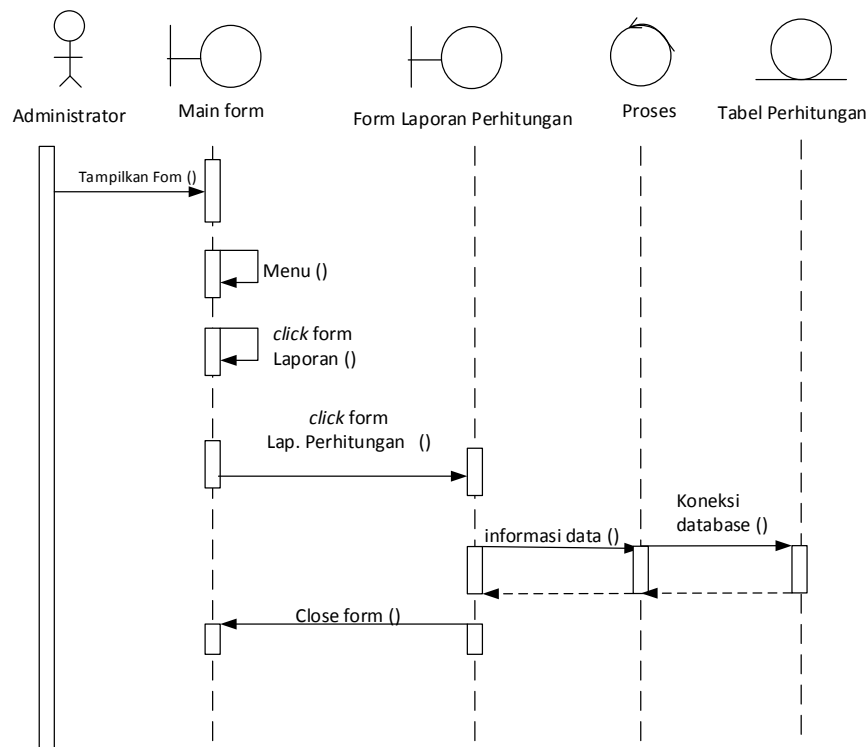 Administrator
Main form
Form Laporan Perhitungan
Proses
Tabel Perhitungan
Tampilkan Fom ()
Menu ()
click form
Laporan ()
click form
Lap. Perhitungan ()
Koneksi
database ()
informasi data ()
Close form ()